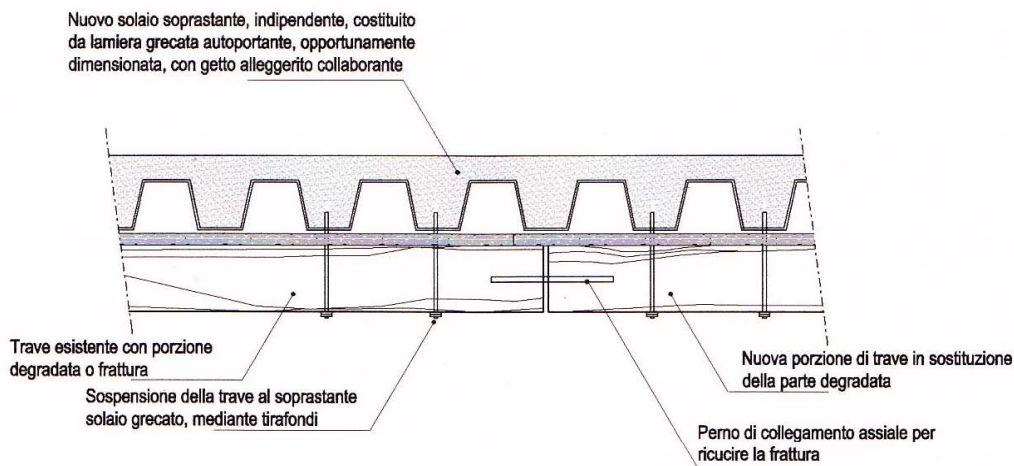 Nuovo solaio soprastante, indipendente, costituito
da lamiera grecata autoportante, opportunamente
dimensionata, con getto alleggerito collaborante
Trave esistente con porzione
degradata o frattura
Sospensione della trave al soprastante
solaio grecato, mediante tirafondi
Nuova porzione di trave in sostituzione
della parte degradata
Perno di collegamento assiale per
ricucire la frattura